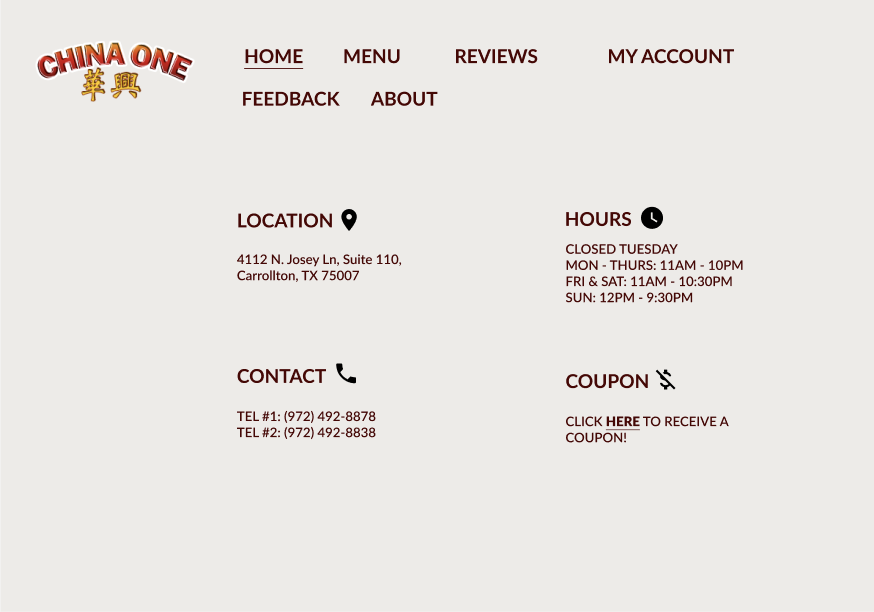 CHINA ONE
華興
HOME MENU REVIEWS MY ACCOUNT
FEEDBACK ABOUT
LOCATION
4112 N. Josey Ln, Suite 110,
Carrollton, TX 75007
HOURS
CLOSED TUESDAY
MON - THURS: 11AM - 10PM
FRI & SAT: 11AM - 10:30PM
SUN: 12PM - 9:30PM
CONTACT
TEL #1: (972) 492-8878
TEL #2: (972) 492-8838
COUPON
CLICK HERE TO RECEIVE A
COUPON!